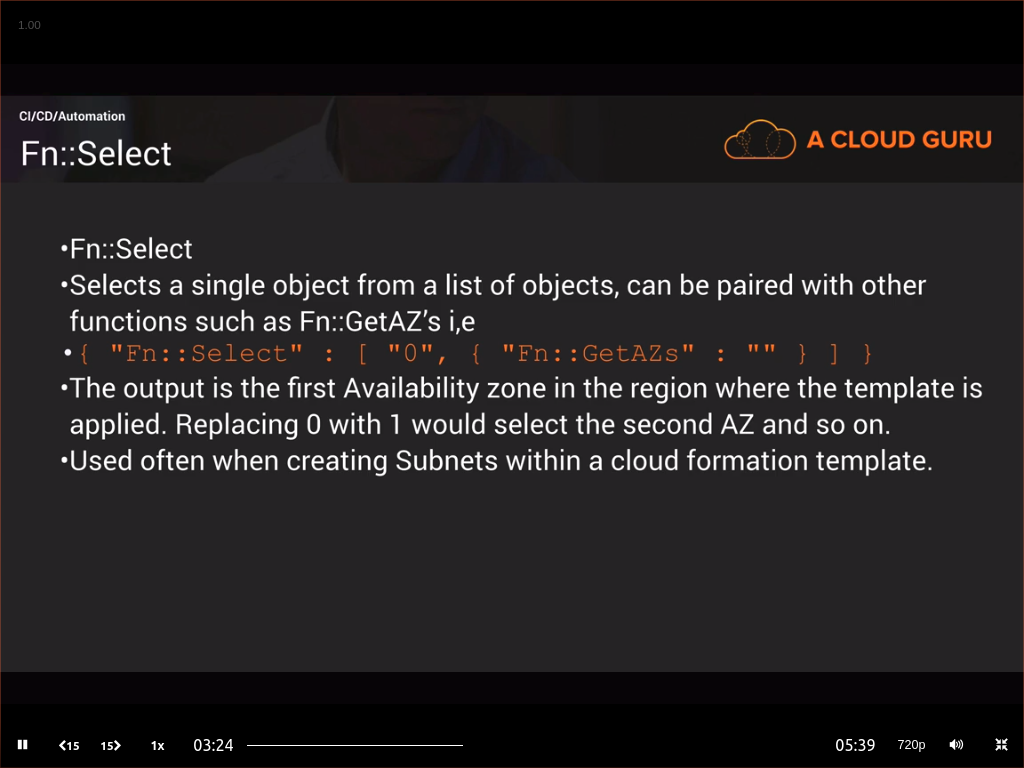 1.00
CI/CD/Automation
Fn::Select
A CLOUD GURU
•Fn::Select
•Selects a single object from a list of objects, can be paired with other
functions such as Fn::GetAZ’s i,e
•{ "Fn::Select" : [ "0", { "Fn::GetAZs" : "" } ] }
•The output is the first Availability zone in the region where the template is
applied. Replacing 0 with 1 would select the second AZ and so on.
•Used often when creating Subnets within a cloud formation template.
15 15 1x 03:24 05:39 720p